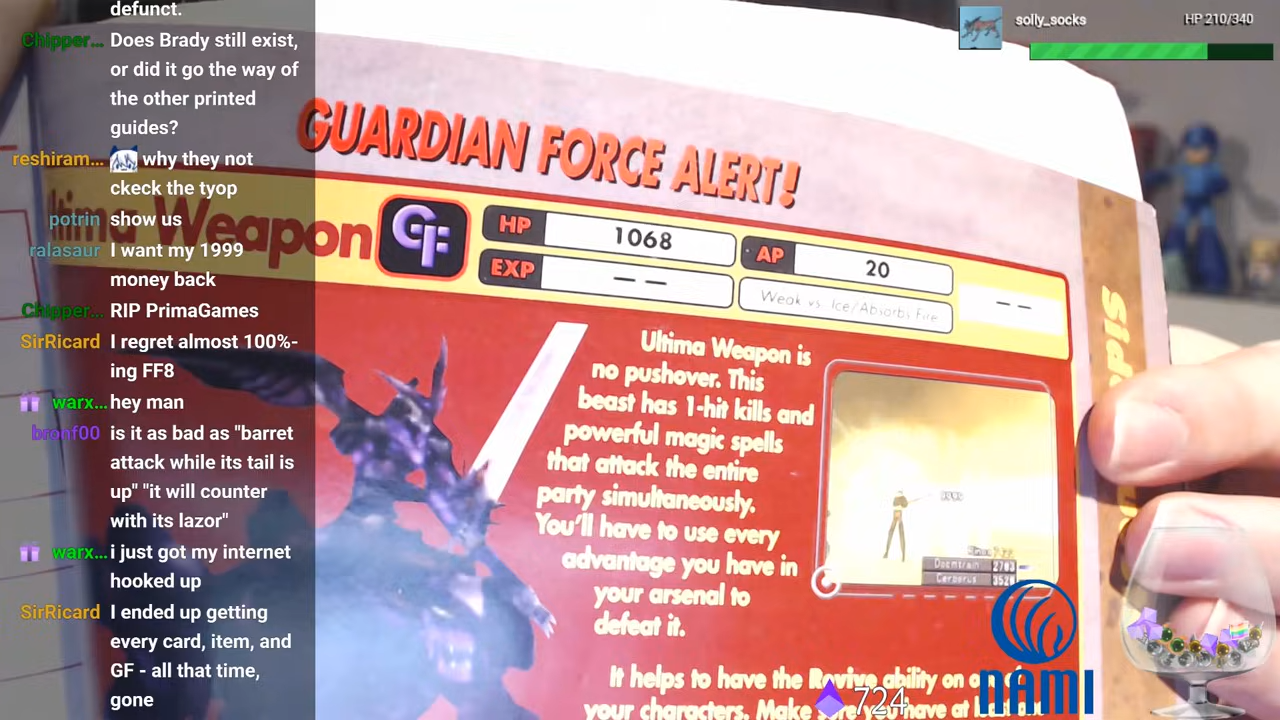 defunct.
Chipper... Does Brady still exist,
or did it go the way of
the other printed
guides?
reshiram... why they not
ckeck the tyop
potrin show us
ralasaur I want my 1999
money back
Chipper... RIP PrimaGames
SirRicard I regret almost 100%-
ing FF8
warx... hey man
bronf00 is it as bad as "barret
attack while its tail is
up" "it will counter
with its lazor"
warx... i just got my internet
hooked up
SirRicard I ended up getting
every card, item, and
GF - all that time,
gone
solly_socks HP 210/340
GUARDIAN FORCE ALERT!
Ultima Weapon
GF
HP 1068
AP 20
EXP -- 
Weak vs. Ice/Absorbs Fire
--
Ultima Weapon is
no pushover. This
beast has 1-hit kills and
powerful magic spells
that attack the entire
party simultaneously.
You'll have to use every
advantage you have in
your arsenal to
defeat it.
Doomtrain 2703
Cerberus 3526
It helps to have the Revive ability on
your characters. Make sure you have at
724
NAMI